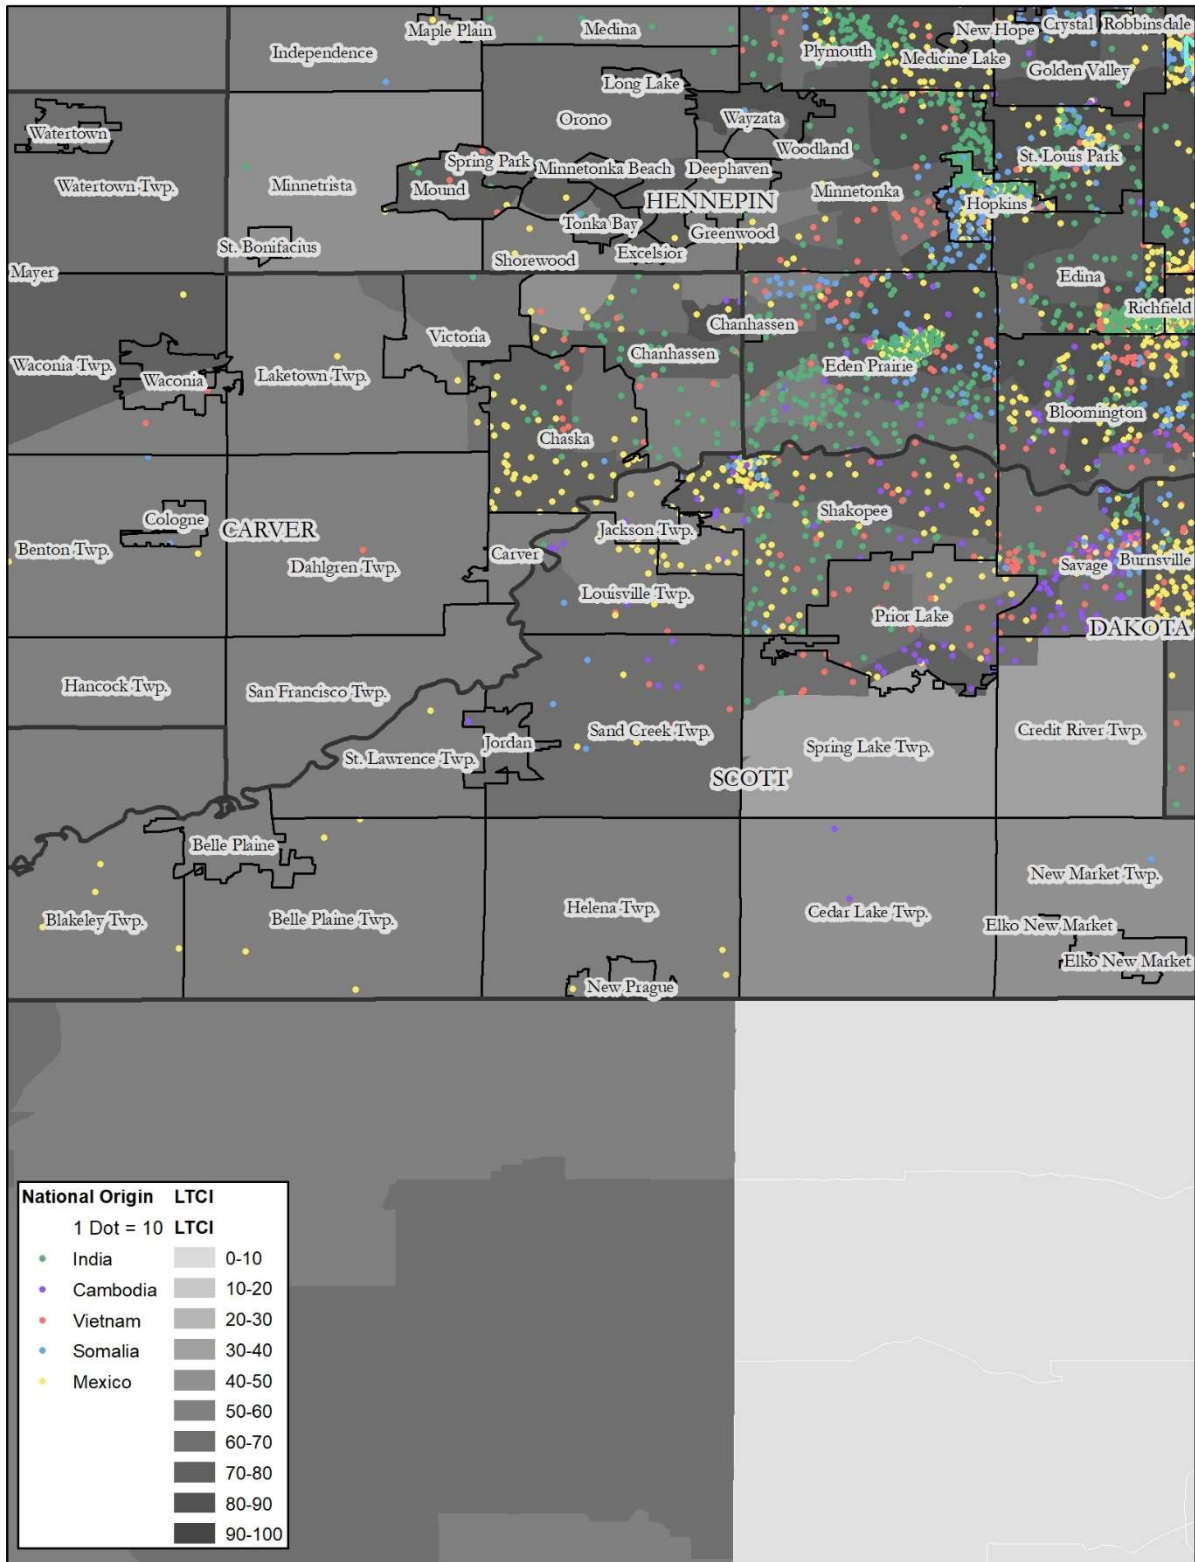 Maple Plain
Medina
New Hope
Crystal
Robbinsdale
Independence
Plymouth
Medicine Lake
Golden Valley
Long Lake
Watertown
Orono
Wayzata
Woodland
St. Louis Park
Spring Park
Minnetonka Beach
Deephaven
Watertown Twp.
Minnetrista
Mound
HENNEPIN
Minnetonka
Hopkins
Tonka Bay
Greenwood
St. Bonifacius
Shorewood
Excelsior
Mayer
Edina
Richfield
Chanhassen
Victoria
Chanhassen
Waconia Twp.
Waconia
Laketown Twp.
Eden Prairie
Chaska
Bloomington
Cologne
CARVER
Jackson Twp.
Shakopee
Benton Twp.
Dahlgren Twp.
Carver
Savage
Burnsville
Louisville Twp.
Prior Lake
DAKOTA
Hancock Twp.
San Francisco Twp.
Jordan
Sand Creek Twp.
Spring Lake Twp.
Credit River Twp.
St. Lawrence Twp.
SCOTT
Belle Plaine
New Market Twp.
Blakeley Twp.
Belle Plaine Twp.
Helena Twp.
Cedar Lake Twp.
Elko New Market
Elko New Market
New Prague
National Origin LTCI
1 Dot = 10 LTCI
India 0-10
Cambodia 10-20
Vietnam 20-30
Somalia 30-40
Mexico 40-50
50-60
60-70
70-80
80-90
90-100